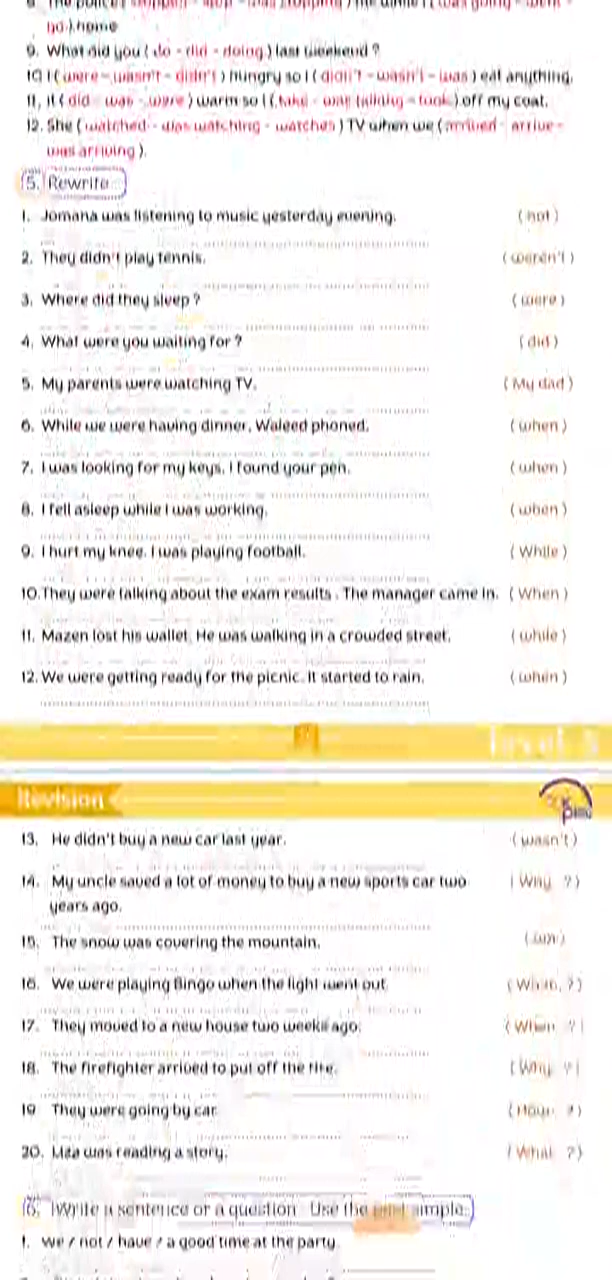 go ) home
9. What did you ( do - did - doing ) last weekend ?
10. I ( were - wasn't - didn't ) hungry so I ( didn't - wasn't - was ) eat anything.
11. It ( did - was - were ) warm so I ( take - was taking - took ) off my coat.
12. She ( watched - was watching - watches ) TV when we ( arrived - arrive -
was arriving ).
5. Rewrite
1. Jomana was listening to music yesterday evening. ( not )
2. They didn't play tennis. ( weren't )
3. Where did they sleep ? ( were )
4. What were you waiting for ? ( did )
5. My parents were watching TV. ( My dad )
6. While we were having dinner, Waleed phoned. ( when )
7. I was looking for my keys. I found your pen. ( when )
8. I fell asleep while I was working. ( when )
9. I hurt my knee. I was playing football. ( While )
10. They were talking about the exam results . The manager came in. ( When )
11. Mazen lost his wallet. He was walking in a crowded street. ( while )
12. We were getting ready for the picnic. It started to rain. ( when )
Level
Revision
13. He didn't buy a new car last year. ( wasn't )
14. My uncle saved a lot of money to buy a new sports car two ( Why ? )
years ago.
15. The snow was covering the mountain.
16. We were playing Bingo when the light went out ( ? )
17. They moved to a new house two weeks ago. ( When ? )
18. The firefighter arrived to put off the fire. ( Why ? )
19 They were going by car ( ? )
20. was reading a story. ( What ? )
6. Write a sentence or a question. Use the past simple.
1. we / not / have / a good time at the party.